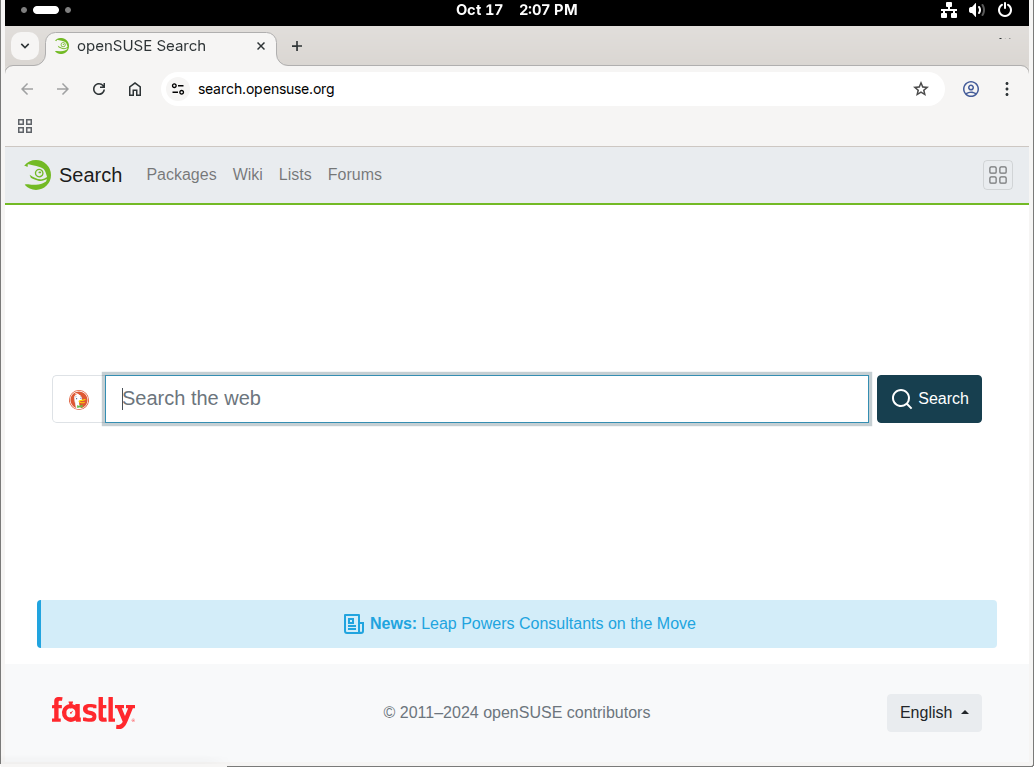 Oct 17 2:07 PM
openSUSE Search
search.opensuse.org
Search Packages Wiki Lists Forums
Search the web Search
News: Leap Powers Consultants on the Move
fastly. © 2011–2024 openSUSE contributors English